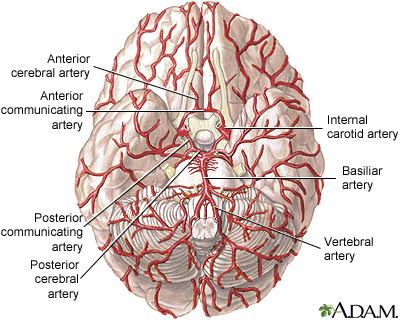 Anterior
cerebral artery
Anterior
communicating
artery
Internal
carotid artery
Basiliar
artery
Posterior
communicating
artery
Vertebral
artery
Posterior
cerebral
artery
ADAM.